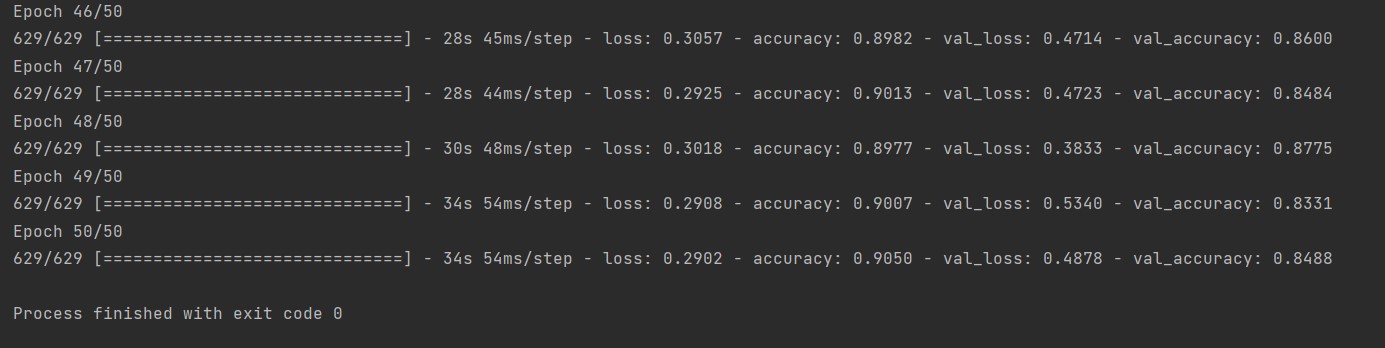 Epoch 46/50
629/629 [==============================] - 28s 45ms/step - loss: 0.3057 - accuracy: 0.8982 - val_loss: 0.4714 - val_accuracy: 0.8600
Epoch 47/50
629/629 [==============================] - 28s 44ms/step - loss: 0.2925 - accuracy: 0.9013 - val_loss: 0.4723 - val_accuracy: 0.8484
Epoch 48/50
629/629 [==============================] - 30s 48ms/step - loss: 0.3018 - accuracy: 0.8977 - val_loss: 0.3833 - val_accuracy: 0.8775
Epoch 49/50
629/629 [==============================] - 34s 54ms/step - loss: 0.2908 - accuracy: 0.9007 - val_loss: 0.5340 - val_accuracy: 0.8331
Epoch 50/50
629/629 [==============================] - 34s 54ms/step - loss: 0.2902 - accuracy: 0.9050 - val_loss: 0.4878 - val_accuracy: 0.8488
Process finished with exit code 0